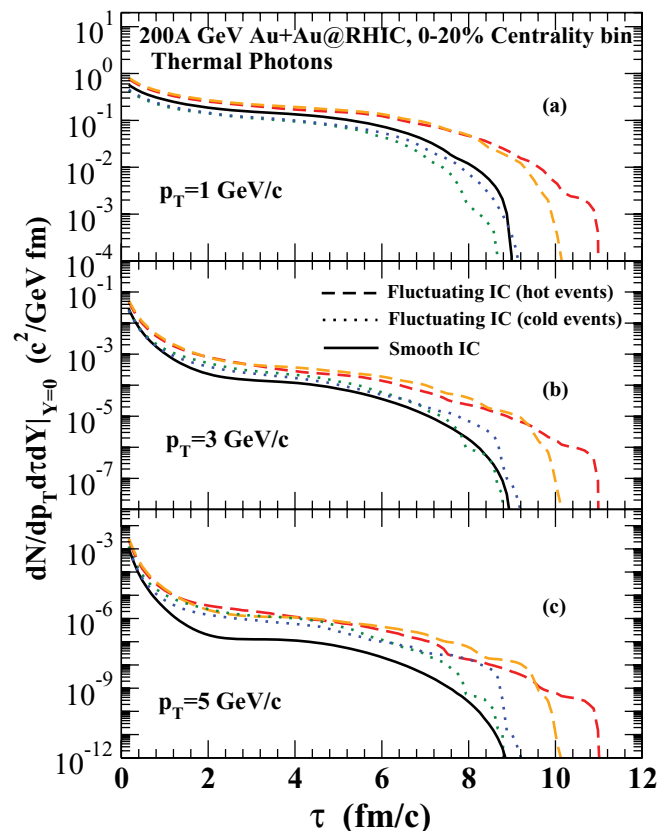 200A GeV Au+Au@RHIC, 0-20% Centrality bin
Thermal Photons
10^1
10^0
10^-1
10^-2
10^-3
10^-4
(a)
p_T=1 GeV/c
dN/dp_T dτdY|_Y=0 (c^2/GeV fm)
10^-1
10^-3
10^-5
10^-7
Fluctuating IC (hot events)
Fluctuating IC (cold events)
Smooth IC
(b)
p_T=3 GeV/c
10^-3
10^-6
10^-9
10^-12
(c)
p_T=5 GeV/c
0 2 4 6 8 10 12
τ (fm/c)